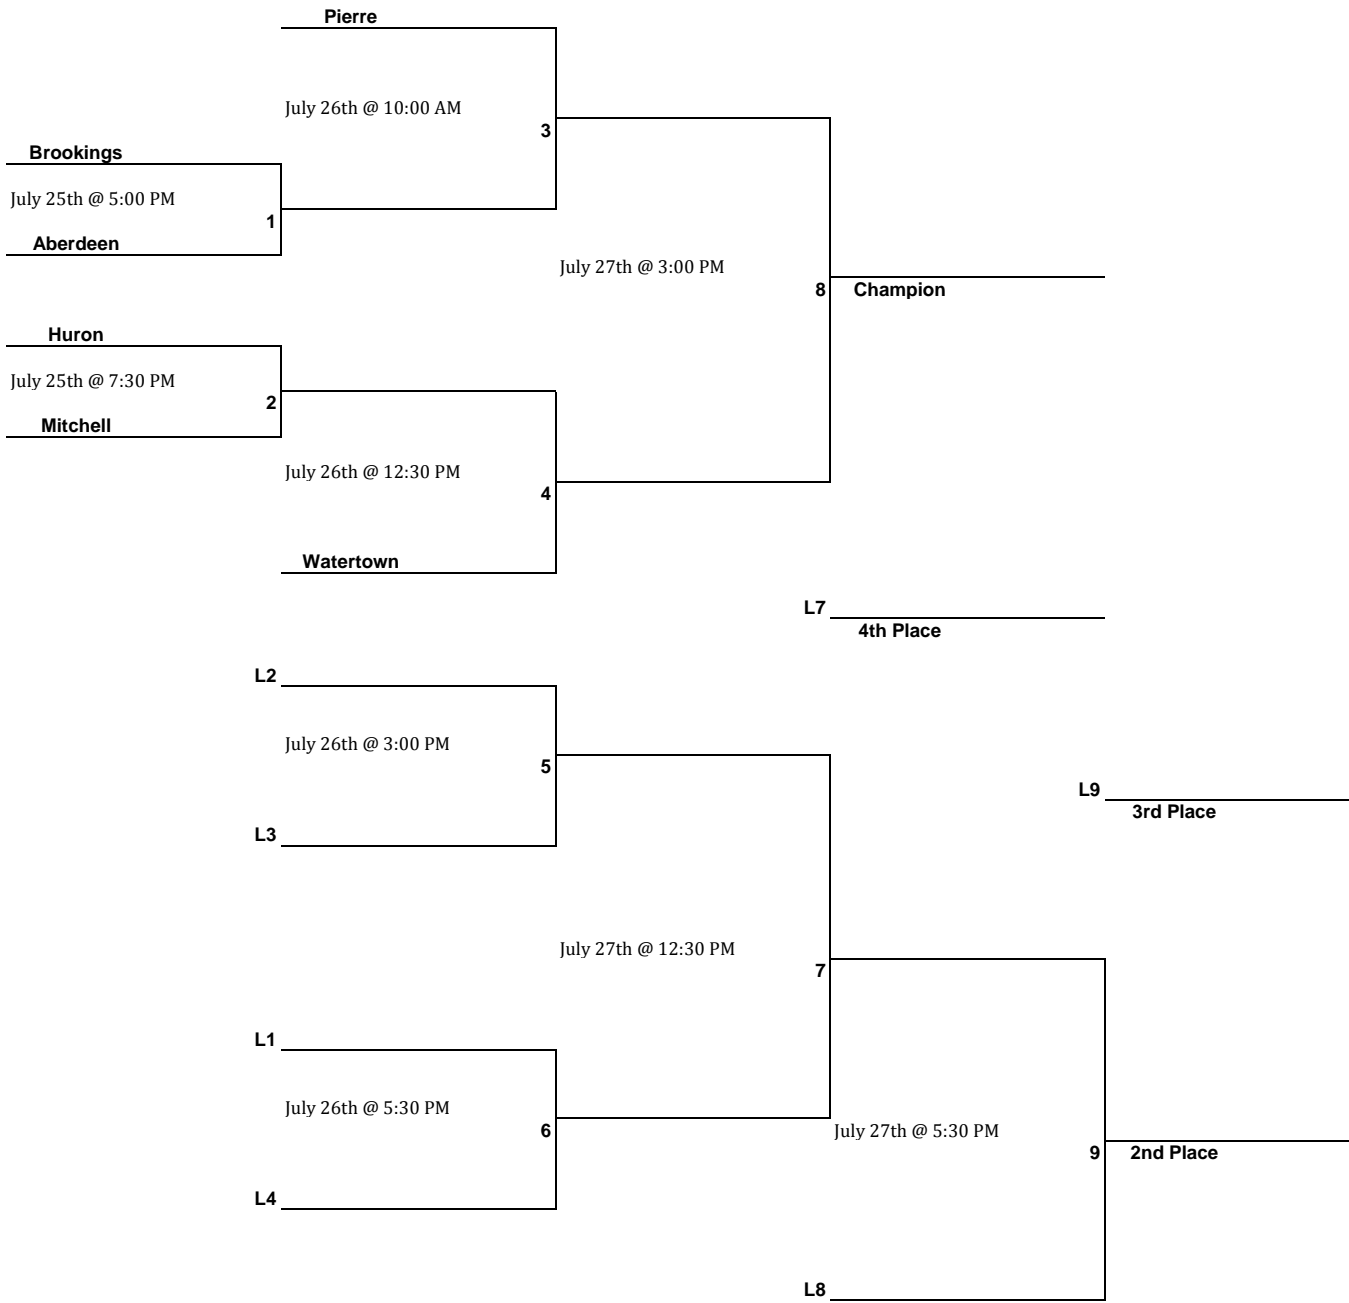 Pierre
July 26th @ 10:00 AM
3
Brookings
July 25th @ 5:00 PM
1
Aberdeen
July 27th @ 3:00 PM
8 Champion
Huron
July 25th @ 7:30 PM
2
Mitchell
July 26th @ 12:30 PM
4
Watertown
L7
4th Place
L2
July 26th @ 3:00 PM
5
L9
3rd Place
L3
July 27th @ 12:30 PM
7
L1
July 26th @ 5:30 PM
6
July 27th @ 5:30 PM
9 2nd Place
L4
L8